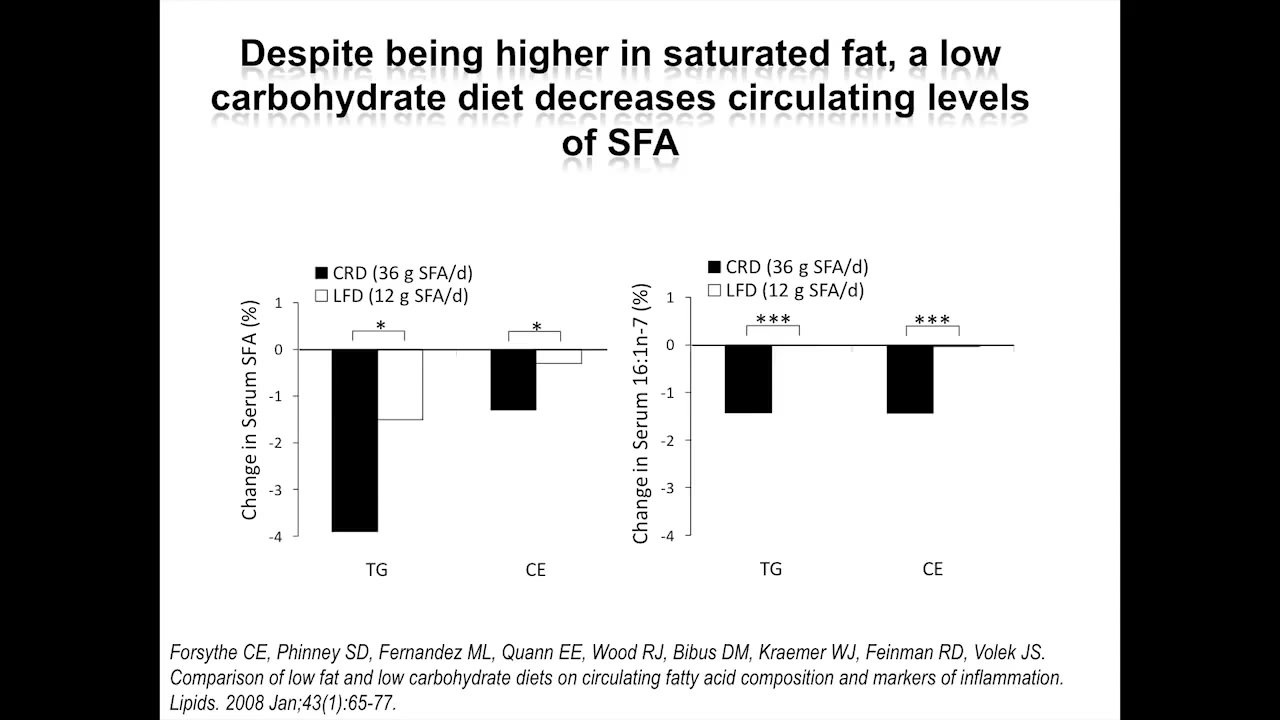 Despite being higher in saturated fat, a low
carbohydrate diet decreases circulating levels
of SFA
CRD (36 g SFA/d)
LFD (12 g SFA/d)
Change in Serum SFA (%)
1
0
-1
-2
-3
-4
*
*
TG
CE
CRD (36 g SFA/d)
LFD (12 g SFA/d)
Change in Serum 16:1n-7 (%)
1
0
-1
-2
-3
-4
***
***
TG
CE
Forsythe CE, Phinney SD, Fernandez ML, Quann EE, Wood RJ, Bibus DM, Kraemer WJ, Feinman RD, Volek JS.
Comparison of low fat and low carbohydrate diets on circulating fatty acid composition and markers of inflammation.
Lipids. 2008 Jan;43(1):65-77.